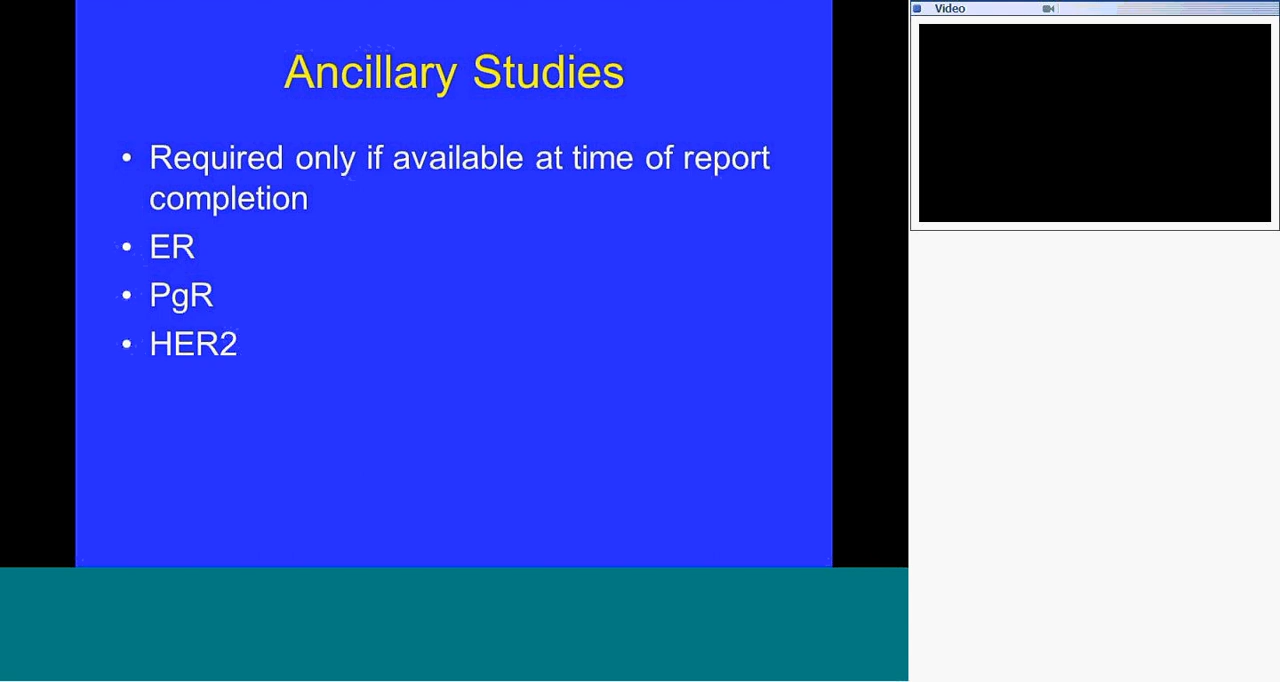 Video
Ancillary Studies
• Required only if available at time of report
completion
• ER
• PgR
• HER2